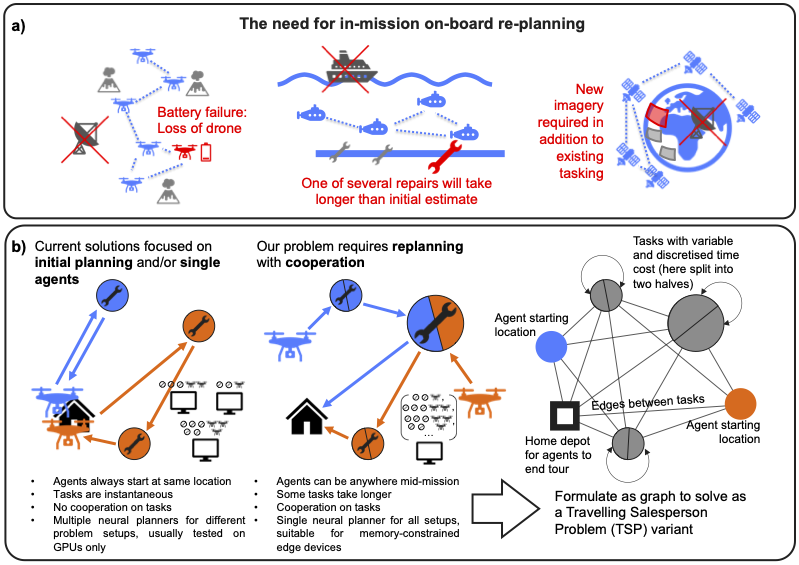 a)
The need for in-mission on-board re-planning
Battery failure:
Loss of drone
One of several repairs will take
longer than initial estimate
New
imagery
required in
addition to
existing
tasking
b)
Current solutions focused on
initial planning and/or single
agents
• Agents always start at same location
• Tasks are instantaneous
• No cooperation on tasks
• Multiple neural planners for different
problem setups, usually tested on
GPUs only
Our problem requires replanning
with cooperation
...
• Agents can be anywhere mid-mission
• Some tasks take longer
• Cooperation on tasks
• Single neural planner for all setups,
suitable for memory-constrained
edge devices
Tasks with variable
and discretised time
cost (here split into
two halves)
Agent starting
location
Edges between tasks
Home depot
for agents to
end tour
Agent starting
location
Formulate as graph to solve as
a Travelling Salesperson
Problem (TSP) variant